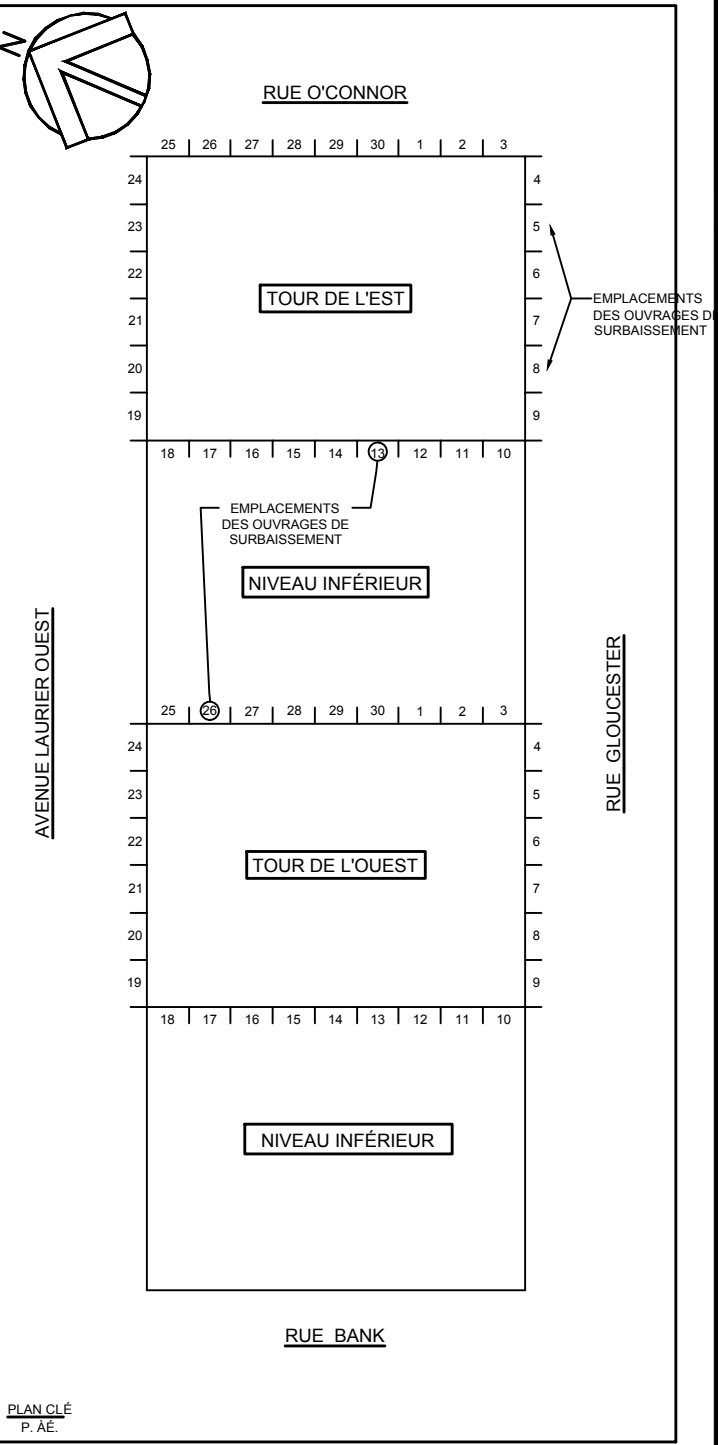 N
RUE O'CONNOR
25 26 27 28 29 30 1 2 3
24
23
22
21
20
19
4
5
6
7
8
9
TOUR DE L'EST
EMPLACEMENTS
DES OUVRAGES D
SURBAISSEMENT
18 17 16 15 14 13 12 11 10
EMPLACEMENTS
DES OUVRAGES DE
SURBAISSEMENT
NIVEAU INFÉRIEUR
AVENUE LAURIER OUEST
RUE GLOUCESTER
25 26 27 28 29 30 1 2 3
24
23
22
21
20
19
4
5
6
7
8
9
TOUR DE L'OUEST
18 17 16 15 14 13 12 11 10
NIVEAU INFÉRIEUR
RUE BANK
PLAN CLÉ
P. ÀÉ.